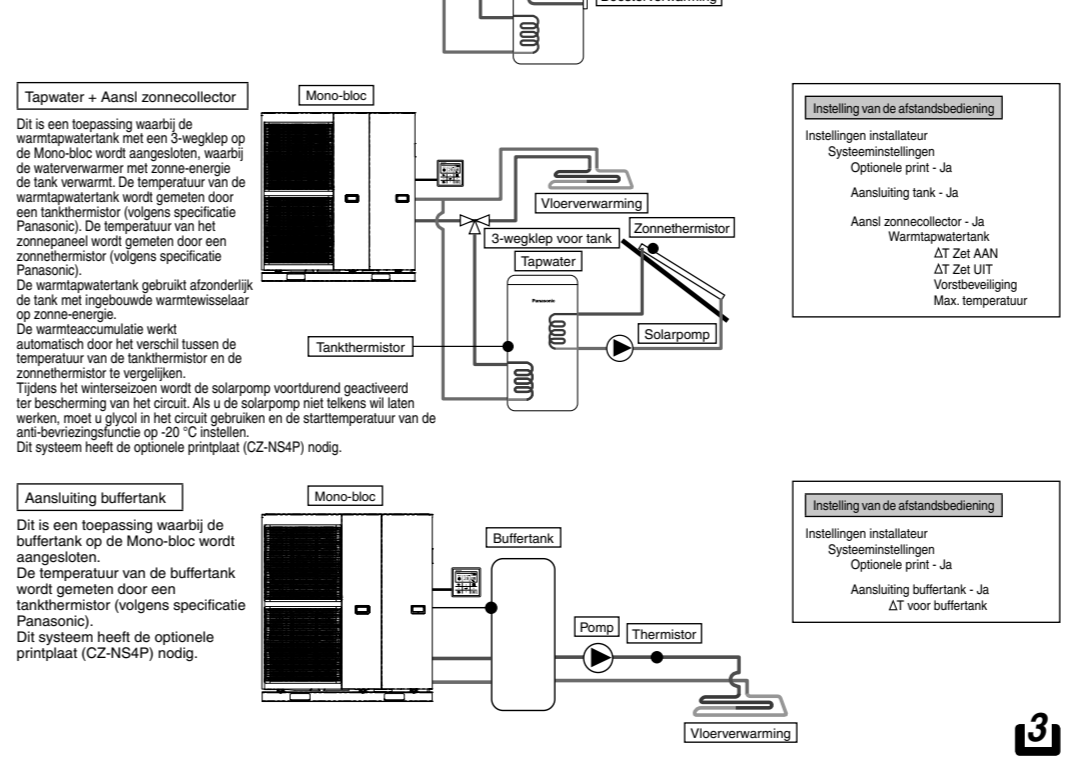 Boosterverwarming
Tapwater + Aansl zonnecollector
Dit is een toepassing waarbij de
warmtapwatertank met een 3-wegklep op
de Mono-bloc wordt aangesloten, waarbij
de waterverwarmer met zonne-energie
de tank verwarmt. De temperatuur van de
warmtapwatertank wordt gemeten door
een tankthermistor (volgens specificatie
Panasonic). De temperatuur van het
zonnepaneel wordt gemeten door een
zonnethermistor (volgens specificatie
Panasonic).
De warmtapwatertank gebruikt afzonderlijk
de tank met ingebouwde warmtewisselaar
op zonne-energie.
De warmteaccumulatie werkt
automatisch door het verschil tussen de
temperatuur van de tankthermistor en de
zonnethermistor te vergelijken.
Tijdens het winterseizoen wordt de solarpomp voortdurend geactiveerd
ter bescherming van het circuit. Als u de solarpomp niet telkens wil laten
werken, moet u glycol in het circuit gebruiken en de starttemperatuur van de
anti-bevriezingsfunctie op -20 °C instellen.
Dit systeem heeft de optionele printplaat (CZ-NS4P) nodig.
Mono-bloc
Vloerverwarming
3-wegklep voor tank
Zonnethermistor
Tapwater
Panasonic
Solarpomp
Tankthermistor
Instelling van de afstandsbediening
Instellingen installateur
Systeeminstellingen
Optionele print - Ja
Aansluiting tank - Ja
Aansl zonnecollector - Ja
Warmtapwatertank
ΔT Zet AAN
ΔT Zet UIT
Vorstbeveiliging
Max. temperatuur
Aansluiting buffertank
Dit is een toepassing waarbij de
buffertank op de Mono-bloc wordt
aangesloten.
De temperatuur van de buffertank
wordt gemeten door een
tankthermistor (volgens specificatie
Panasonic).
Dit systeem heeft de optionele
printplaat (CZ-NS4P) nodig.
Mono-bloc
Buffertank
Pomp
Thermistor
Vloerverwarming
Instelling van de afstandsbediening
Instellingen installateur
Systeeminstellingen
Optionele print - Ja
Aansluiting buffertank - Ja
ΔT voor buffertank
3